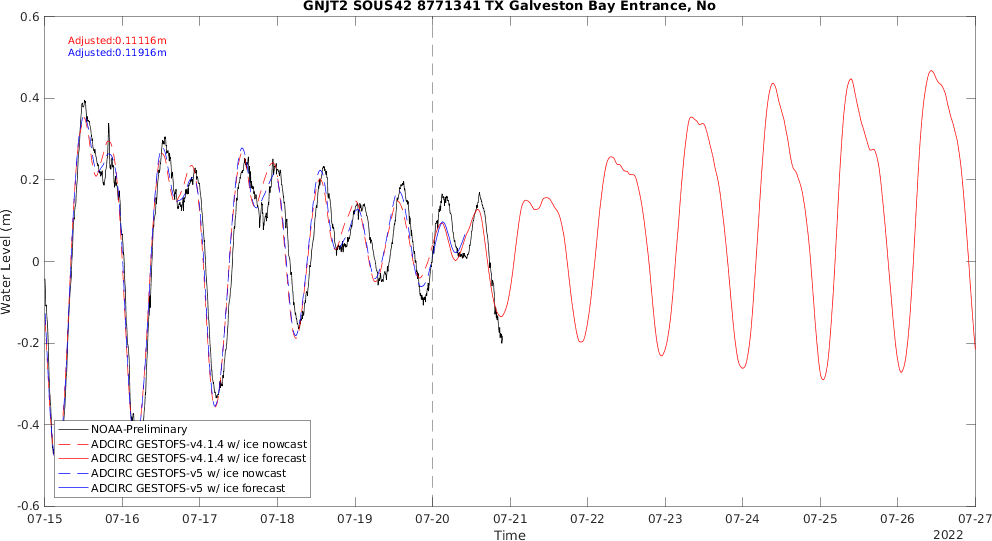 GNJT2 SOUS42 8771341 TX Galveston Bay Entrance, No
Adjusted:0.11116m
Adjusted:0.11916m
0.6
0.4
0.2
0
-0.2
-0.4
-0.6
Water Level (m)
NOAA-Preliminary
ADCIRC GESTOFS-v4.1.4 w/ ice nowcast
ADCIRC GESTOFS-v4.1.4 w/ ice forecast
ADCIRC GESTOFS-v5 w/ ice nowcast
ADCIRC GESTOFS-v5 w/ ice forecast
07-15 07-16 07-17 07-18 07-19 07-20 07-21 07-22 07-23 07-24 07-25 07-26 07-27
Time
2022